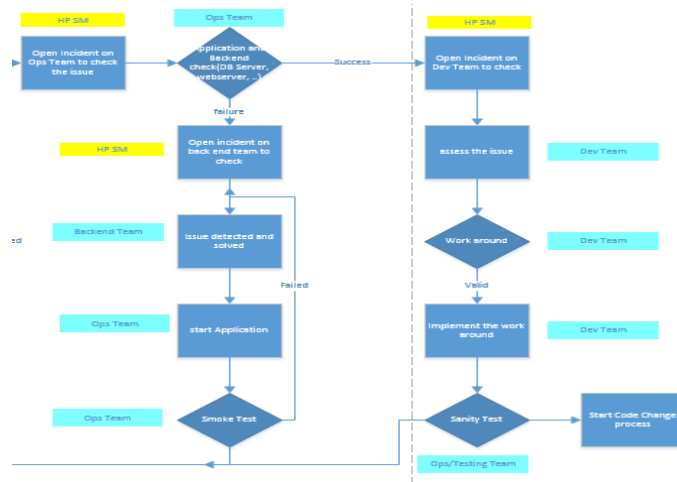 Ops Team
HP SM
HP SM
Open Incident on
Ops Team to check
the issue
Application and
Backend
check(DB Server,
webserver, ..)
Success
Open Incident on
Dev Team to check
failure
HP SM
Open incident on
back end team to
check
assess the issue
Dev Team
Backend Team
Issue detected and
solved
Work around
Dev Team
ed
Failed
Valid
Ops Team
start Application
Implement the work
around
Dev Team
Ops Team
Smoke Test
Sanity Test
Start Code Change
process
Ops/Testing Team